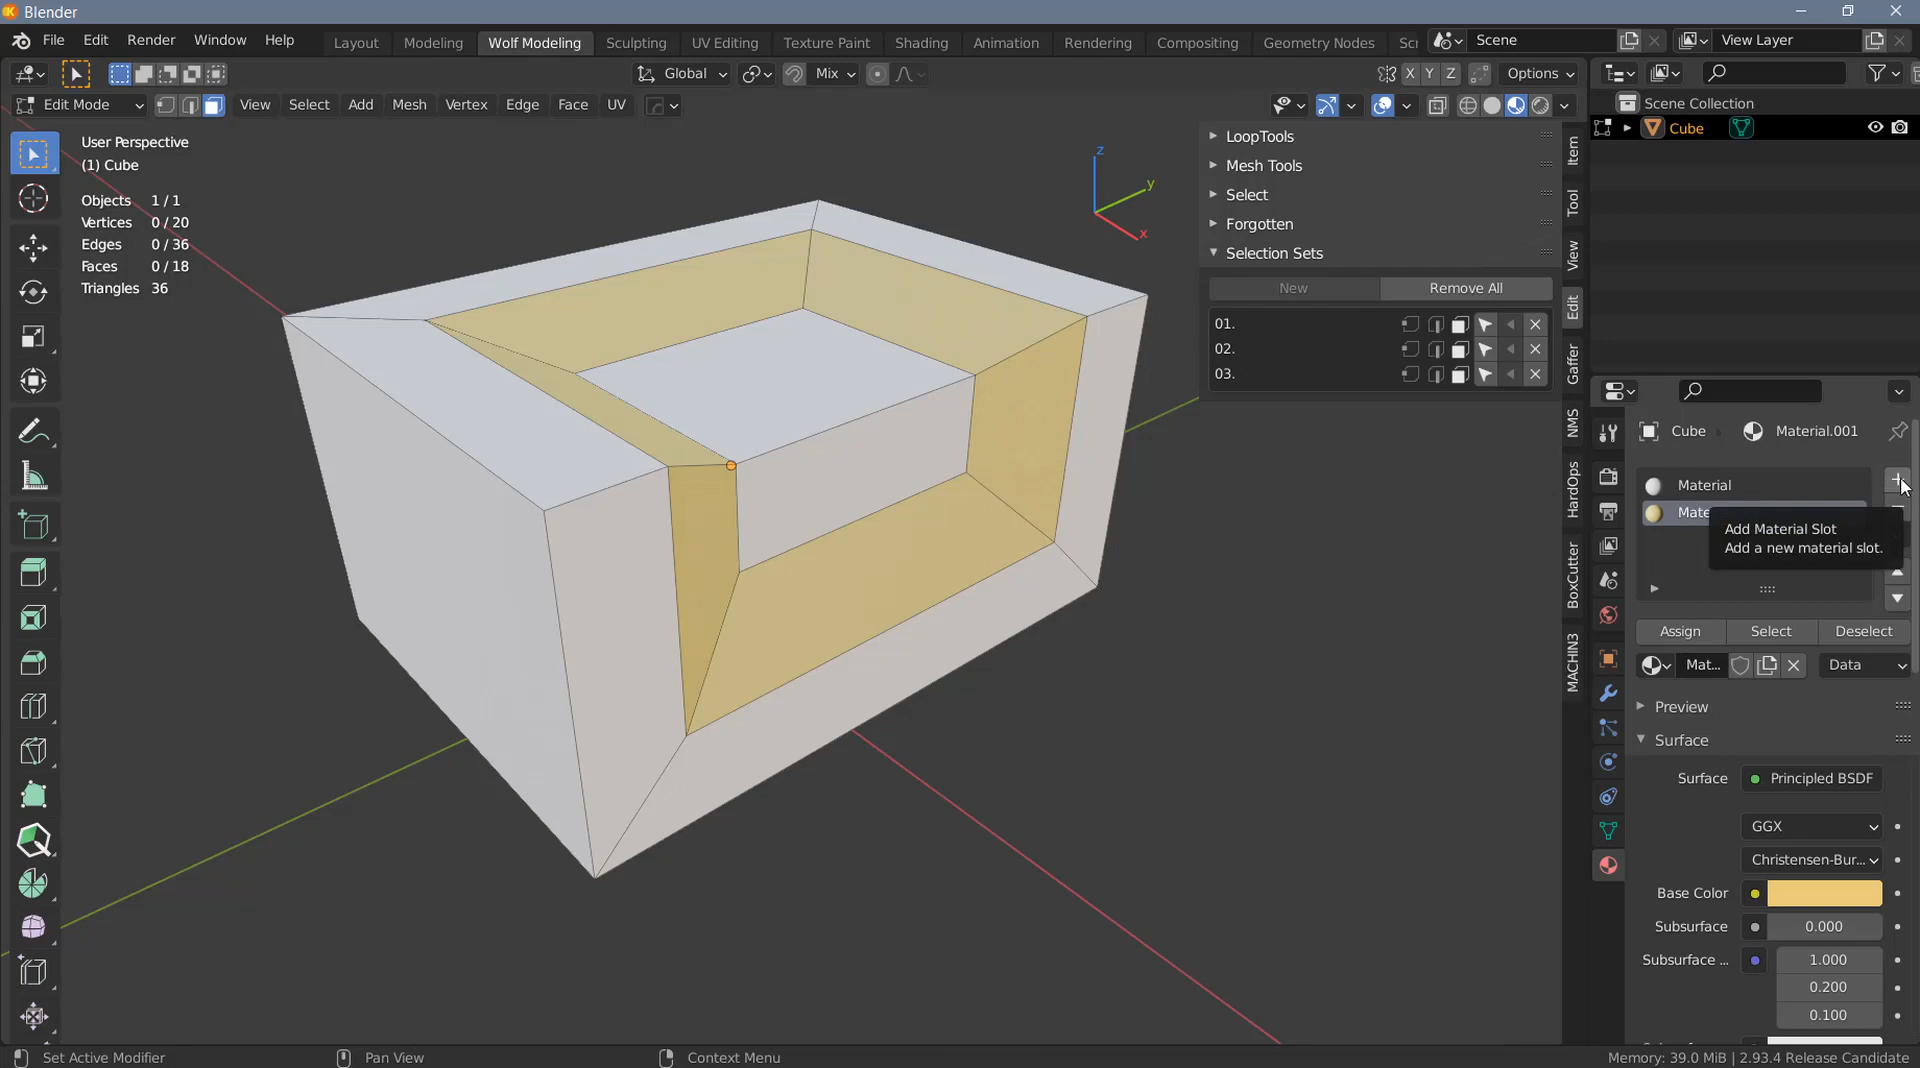 Blender
File Edit Render Window Help Layout Modeling Wolf Modeling Sculpting UV Editing Texture Paint Shading Animation Rendering Compositing Geometry Nodes Sc Scene View Layer
Global Mix X Y Z Options
Edit Mode View Select Add Mesh Vertex Edge Face UV
Scene Collection
Cube
User Perspective
(1) Cube
Objects 1 / 1
Vertices 0 / 20
Edges 0 / 36
Faces 0 / 18
Triangles 36
z
y
x
LoopTools
Mesh Tools
Select
Forgotten
Selection Sets
New Remove All
01.
02.
03.
Item
Tool
View
Edit
Gaffer
NMS
HardOps
BoxCutter
MACHIN3
Cube Material.001
Material
Mate
Add Material Slot
Add a new material slot.
Assign Select Deselect
Mat... Data
Preview
Surface
Surface Principled BSDF
GGX
Christensen-Bur...
Base Color
Subsurface 0.000
Subsurface ... 1.000
0.200
0.100
Set Active Modifier Pan View Context Menu Memory: 39.0 MiB | 2.93.4 Release Candidate